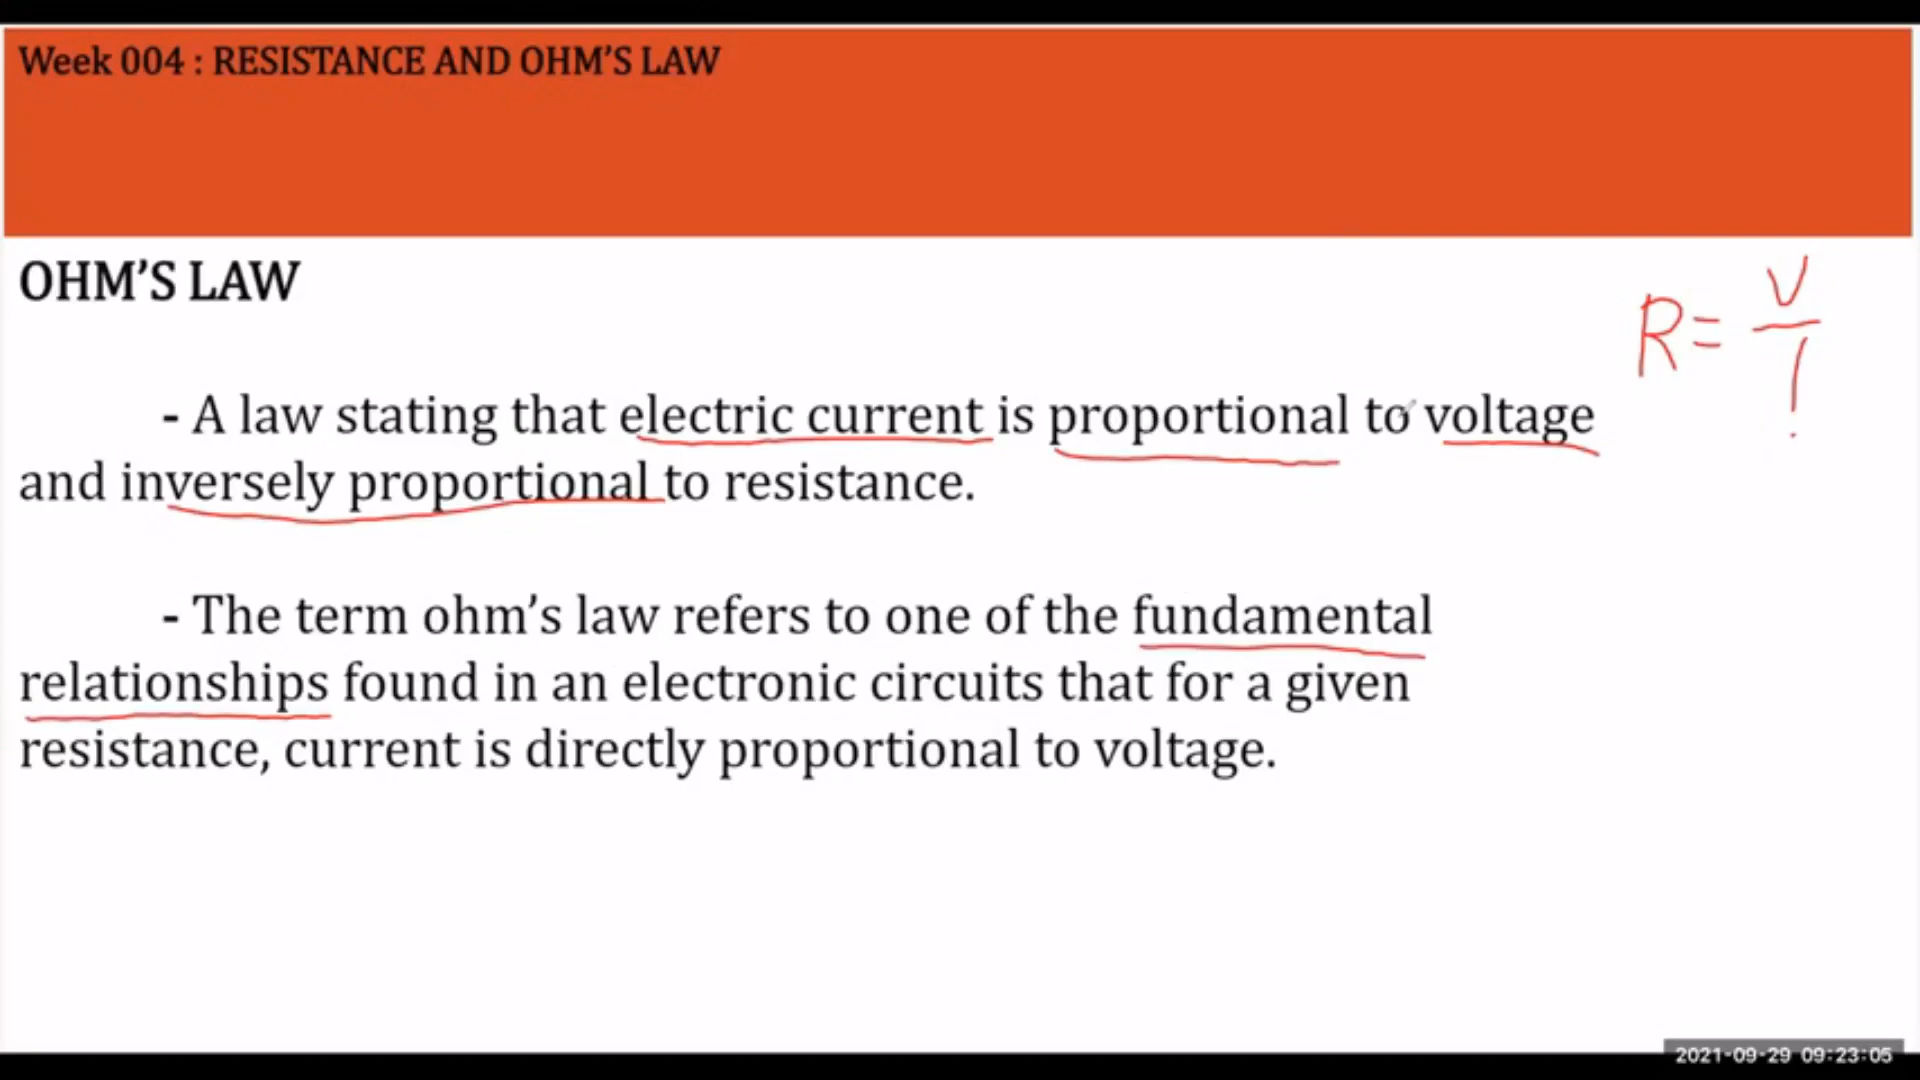 Week 004 : RESISTANCE AND OHM’S LAW
OHM’S LAW
R = V
I
- A law stating that electric current is proportional to voltage
and inversely proportional to resistance.
- The term ohm’s law refers to one of the fundamental
relationships found in an electronic circuits that for a given
resistance, current is directly proportional to voltage.
2021-09-29 09:23:05